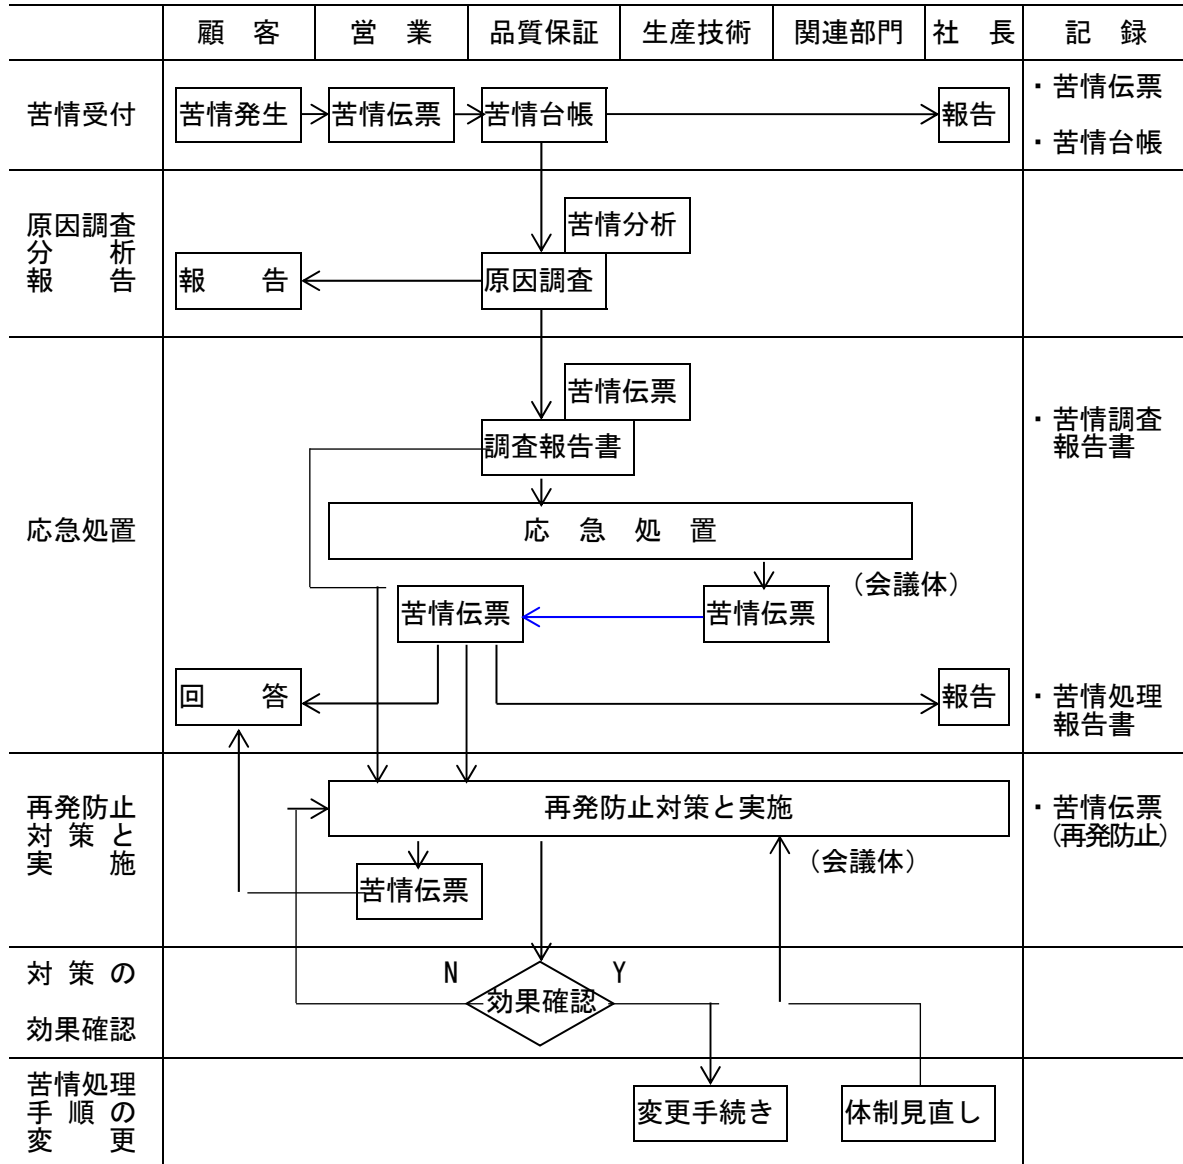 顧　客　営　業　品質保証　生産技術　関連部門　社　長　記　録
苦情受付　苦情発生　苦情伝票　苦情台帳　報告　・苦情伝票
・苦情台帳
原因調査
分　　析
報　　告
苦情分析
報　　告　原因調査
苦情伝票
調査報告書
・苦情調査
報告書
応急処置　応　急　処　置
（会議体）
苦情伝票　苦情伝票
回　　答　報告
・苦情処理
報告書
再発防止
対 策 と
実　　施
再発防止対策と実施
・苦情伝票
（再発防止）
（会議体）
苦情伝票
対 策 の
効果確認
N　Y
効果確認
苦情処理
手 順 の
変　　更
変更手続き　体制見直し